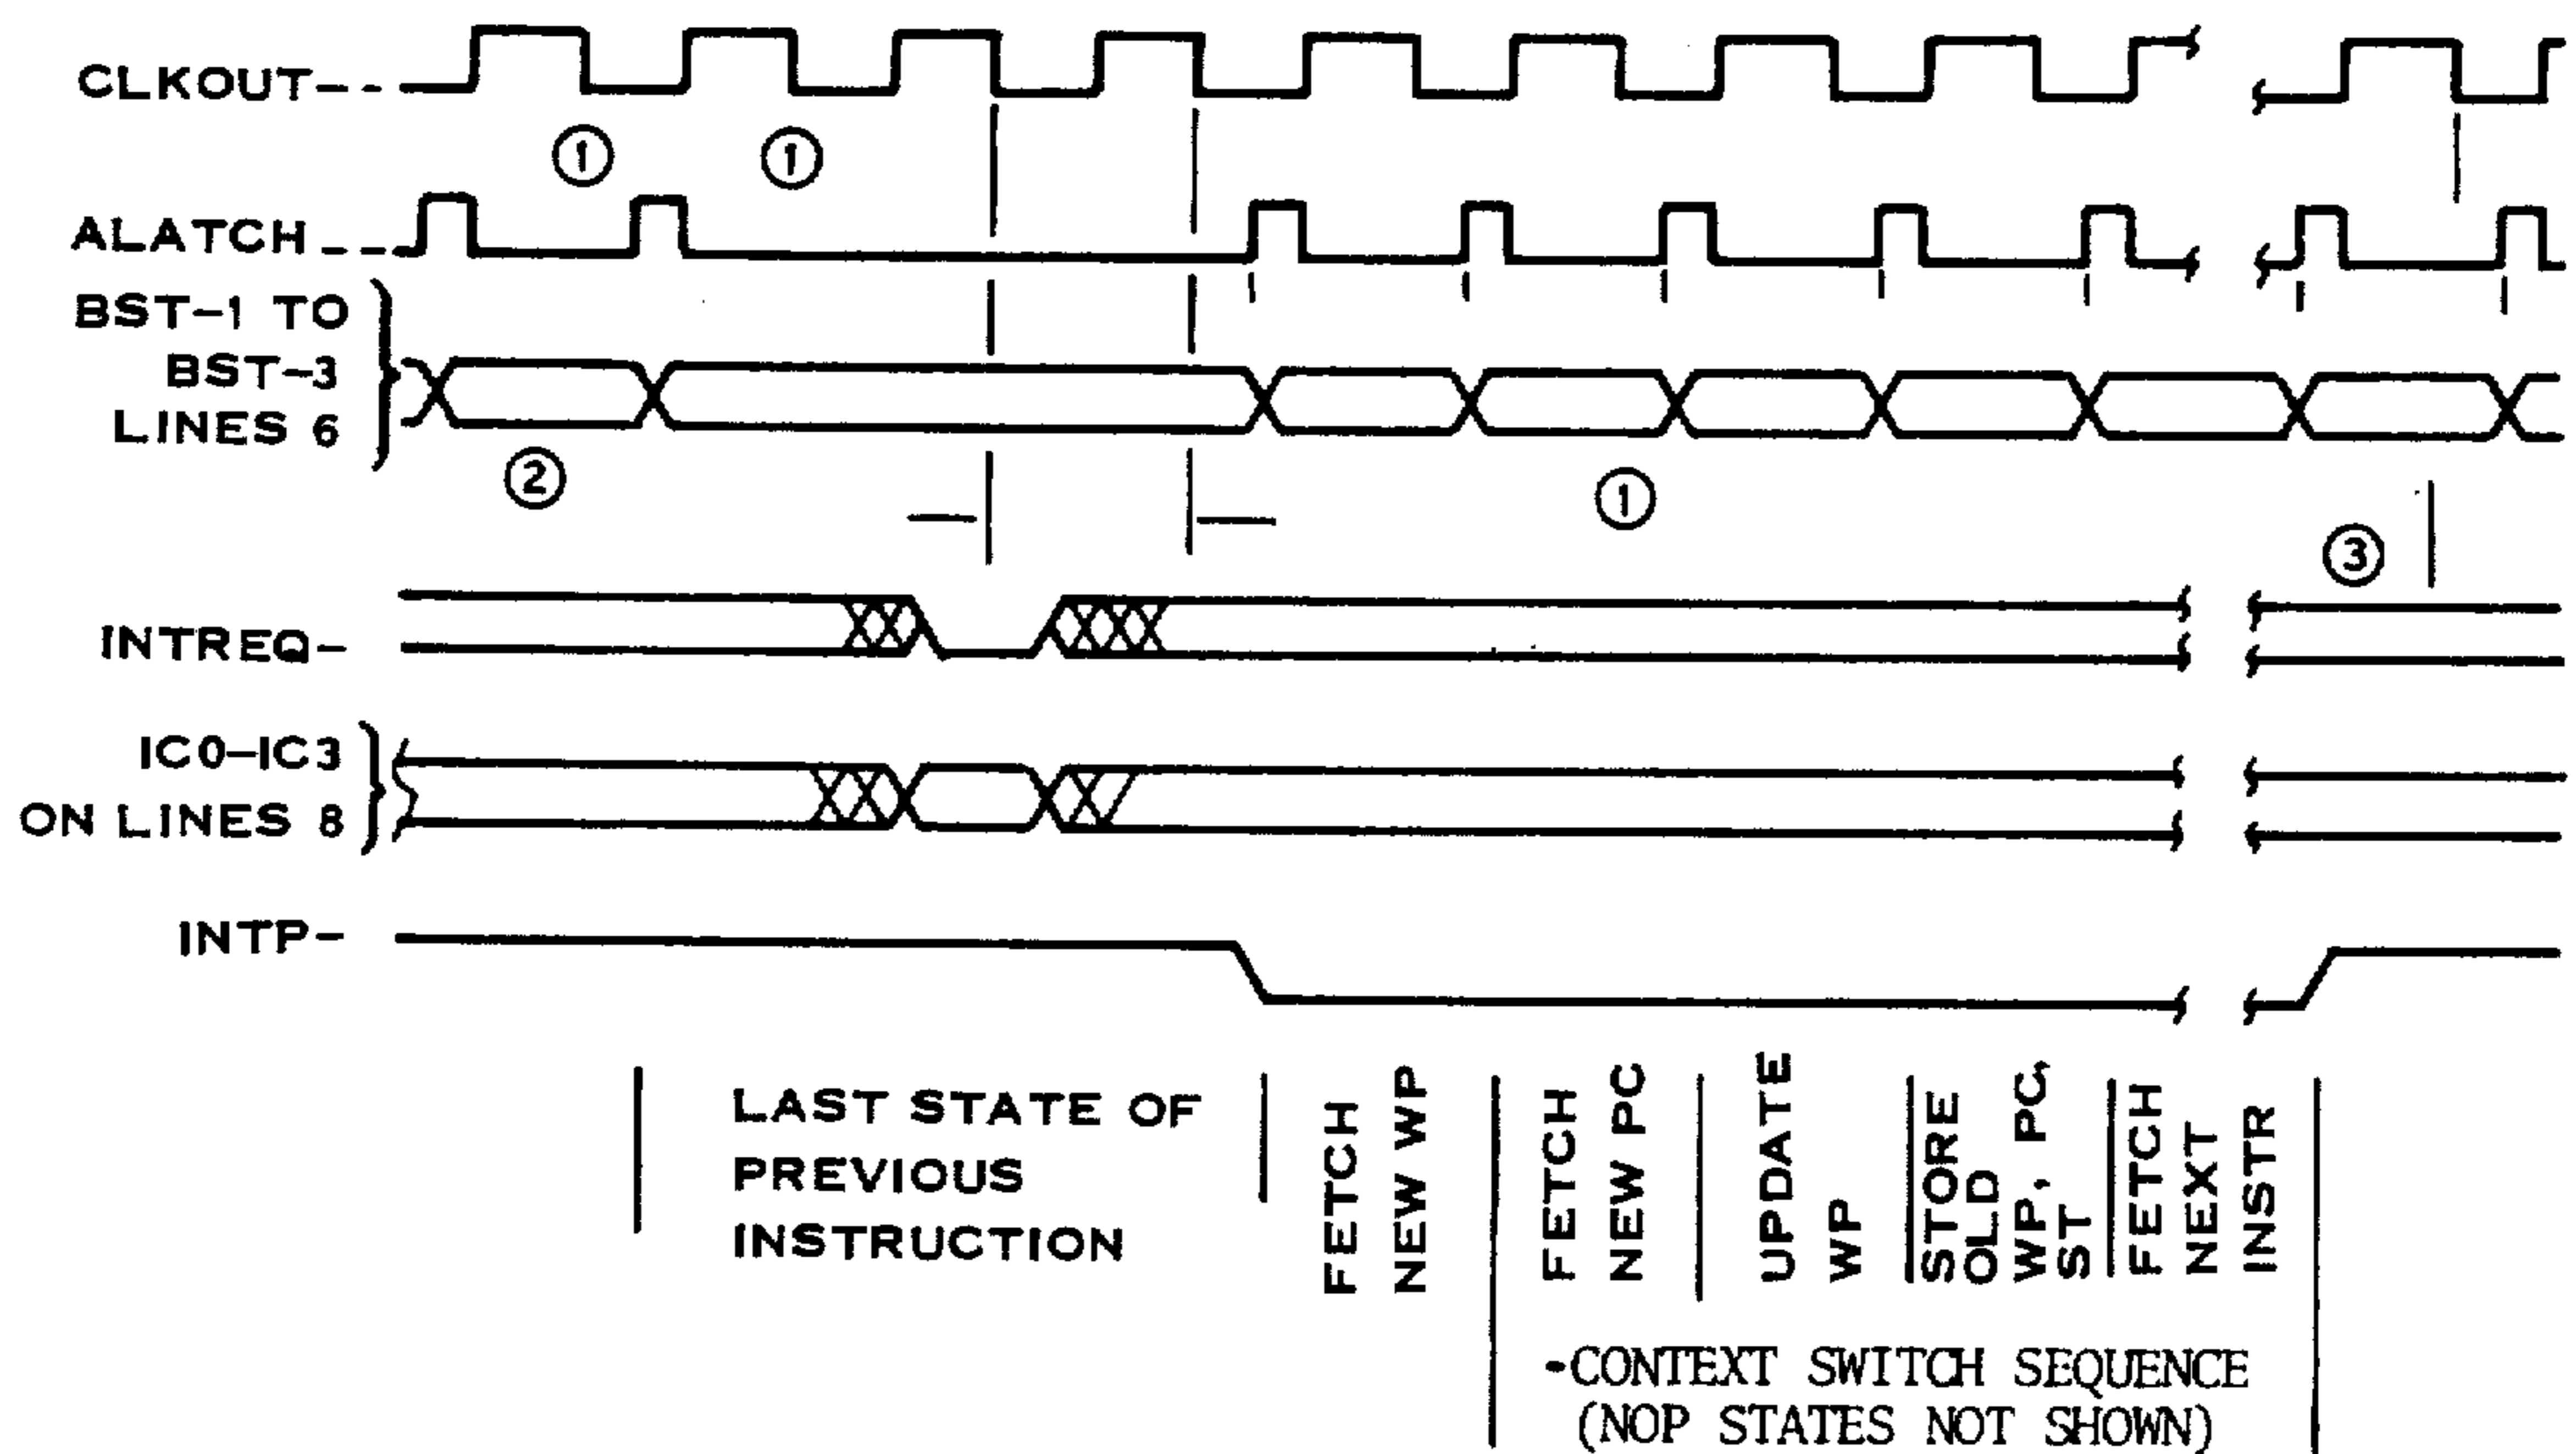 CLKOUT--
①
①
ALATCH --
BST-1 TO
BST-3
LINES 6
②
①
③
INTREQ-
IC0-IC3
ON LINES 8
INTP-
LAST STATE OF
PREVIOUS
INSTRUCTION
FETCH
NEW WP
FETCH
NEW PC
UPDATE
WP
STORE
OLD
WP, PC,
ST
FETCH
NEXT
INSTR
-CONTEXT SWITCH SEQUENCE
(NOP STATES NOT SHOWN)